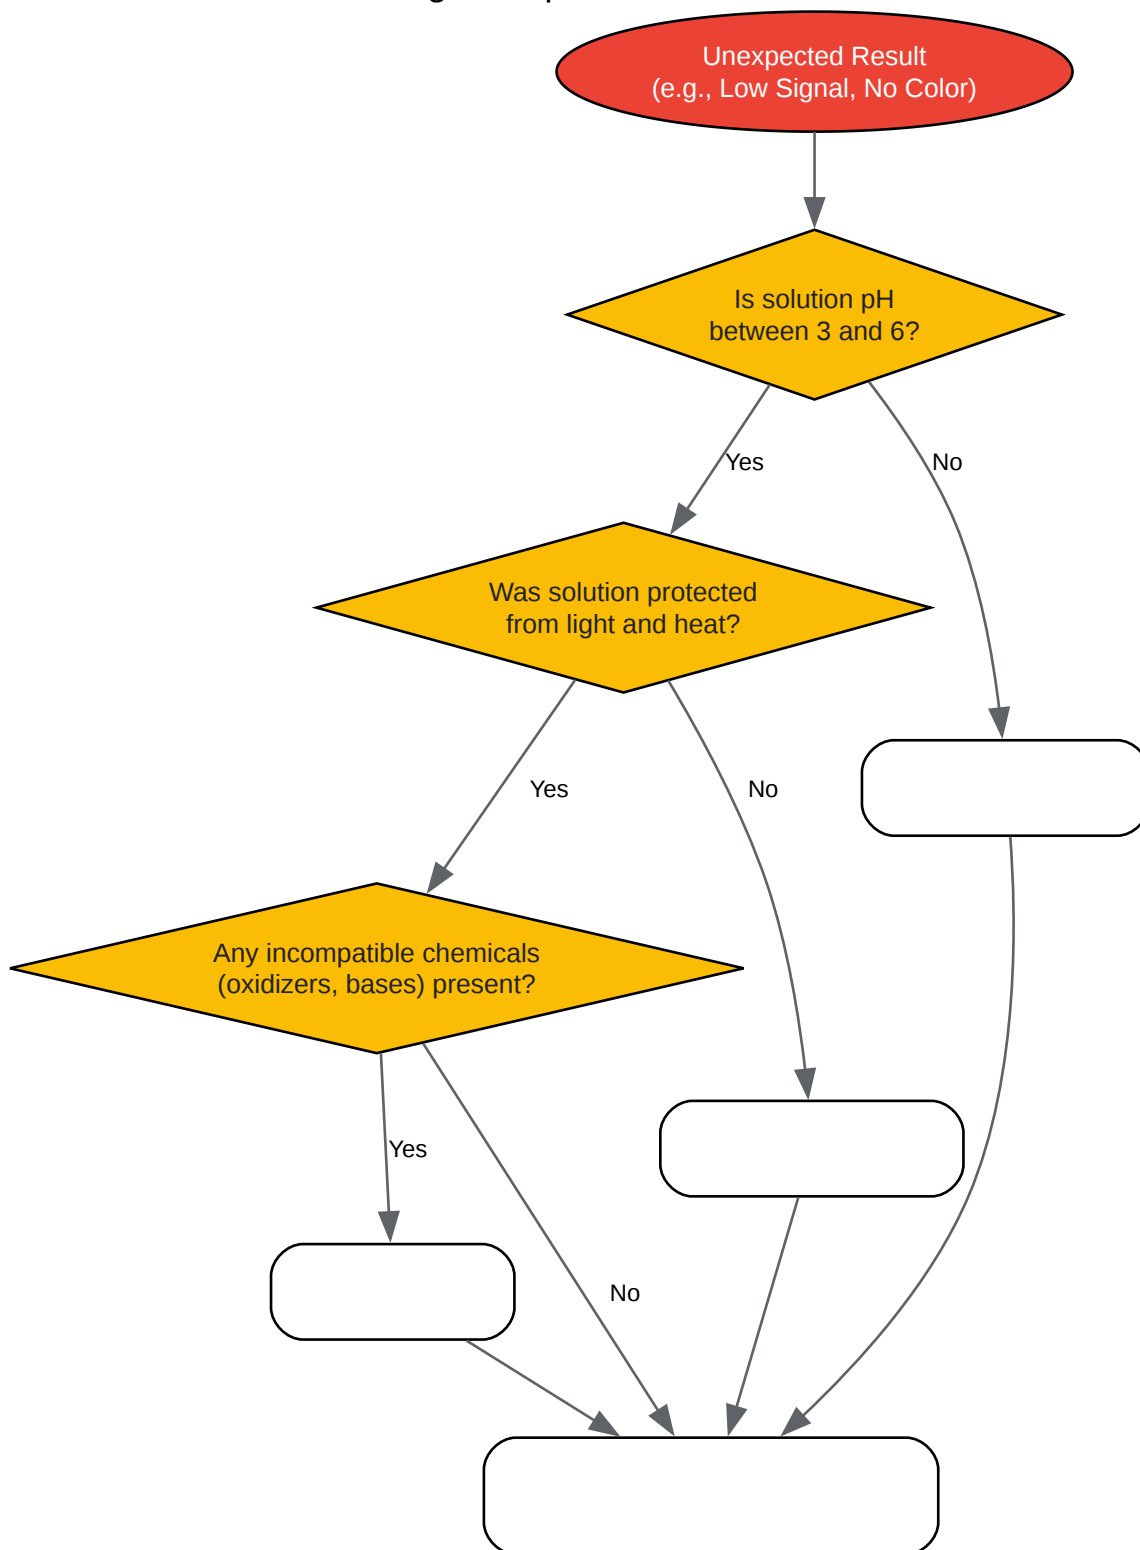 Unexpected Result
(e.g., Low Signal, No Color)
Is solution pH
between 3 and 6?
Yes
No
Was solution protected
from light and heat?
Yes
No
Any incompatible chemicals
(oxidizers, bases) present?
Yes
No